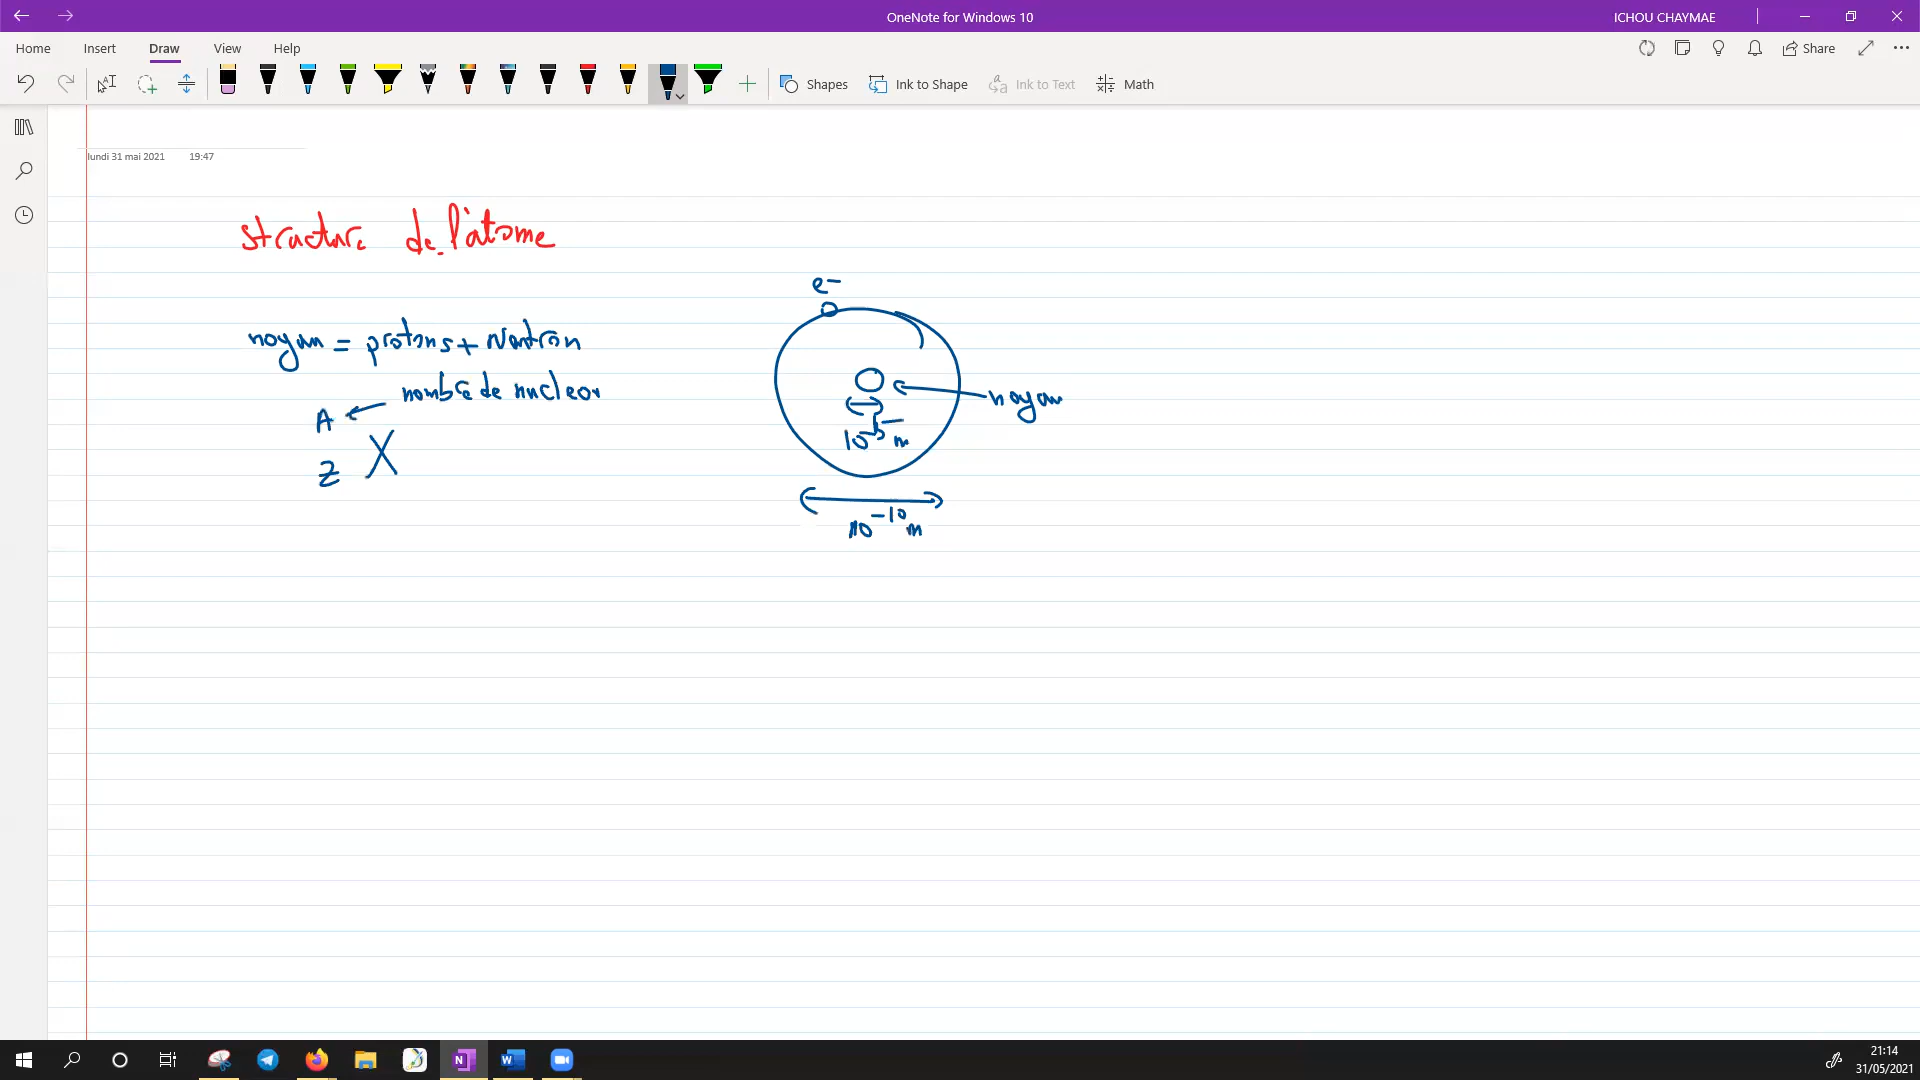 OneNote for Windows 10
ICHOU CHAYMAE
Home Insert Draw View Help
Share
Shapes Ink to Shape Ink to Text Math
lundi 31 mai 2021 19:47
structure de l'atome
e-
noyau = protons + Neutron
nombre de nucleon
A
noyau
Z X
m
10-10 m
21:14
31/05/2021